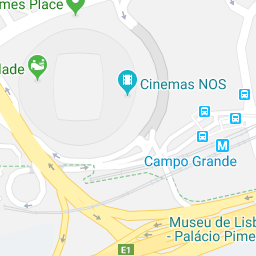 mes Place
lade
Cinemas NOS
M
Campo Grande
Museu de Lisb
- Palácio Pime
E1